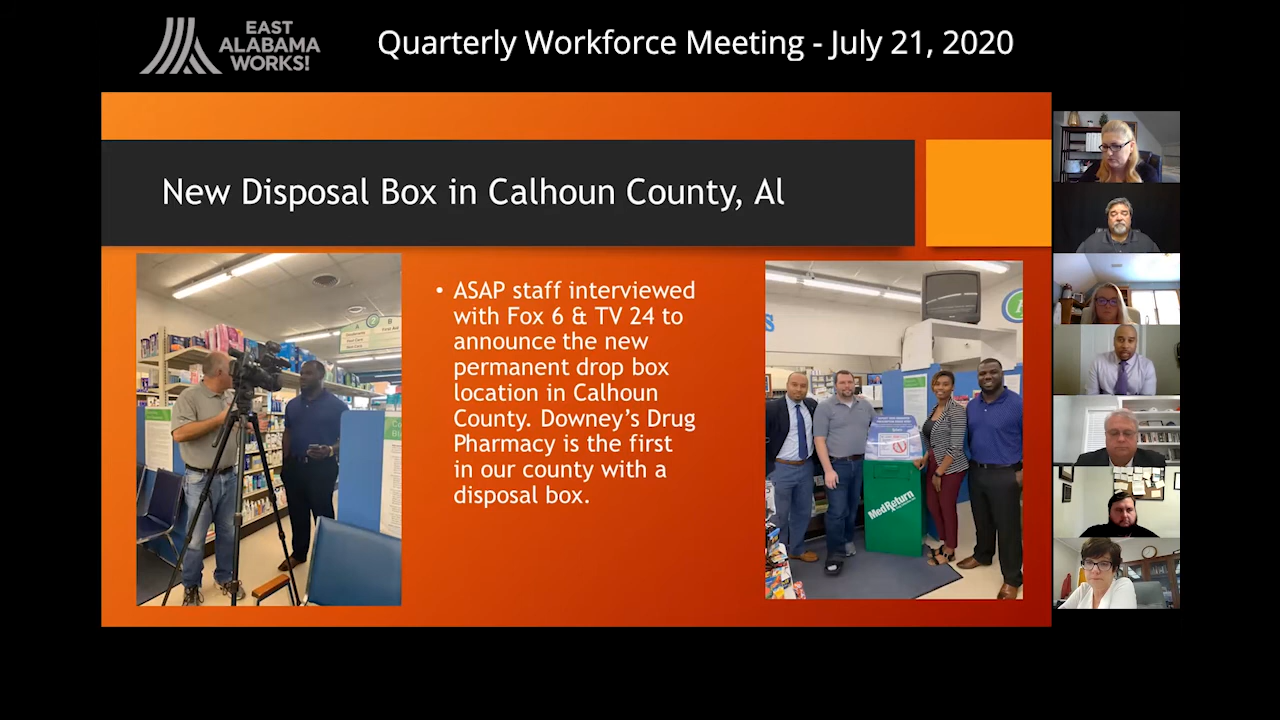 EAST
ALABAMA
WORKS!
Quarterly Workforce Meeting - July 21, 2020
New Disposal Box in Calhoun County, Al
• ASAP staff interviewed
with Fox 6 & TV 24 to
announce the new
permanent drop box
location in Calhoun
County. Downey's Drug
Pharmacy is the first
in our county with a
disposal box.
MedReturn